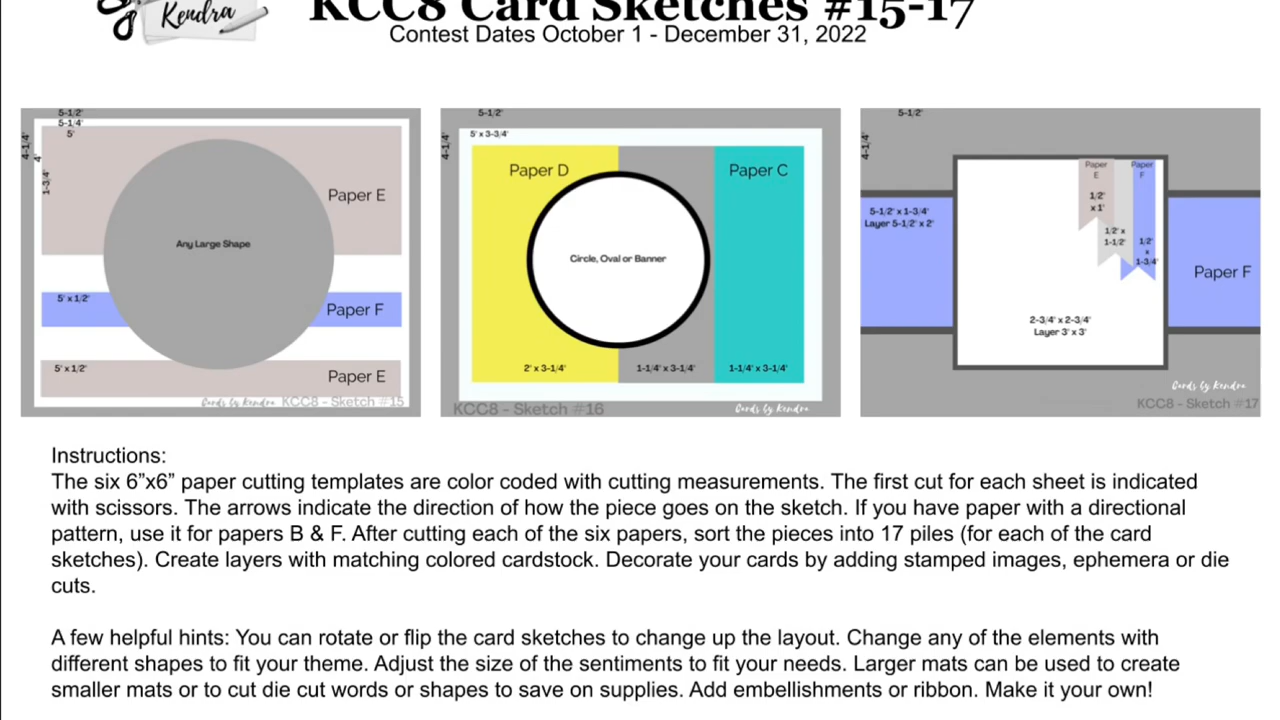 Kendra
KCC8 Card Sketches #15-17
Contest Dates October 1 - December 31, 2022
5-1/2'
5-1/4'
5'
4-1/4'
4'
1-3/4'
Paper E
Any Large Shape
5' x 1/2'
Paper F
5' x 1/2'
Paper E
Cards by Kendra KCC8 - Sketch #15
5-1/2'
4-1/4'
5' x 3-3/4'
Paper D
Paper C
Circle, Oval or Banner
2' x 3-1/4'
1-1/4' x 3-1/4'
1-1/4' x 3-1/4'
KCC8 - Sketch #16
Cards by Kendra
5-1/2'
4-1/4'
Paper
E
1/2'
x 1'
1/2' x
1-1/2'
Paper
F
1/2'
x
1-3/4'
5-1/2' x 1-3/4'
Layer 5-1/2' x 2'
Paper F
2-3/4' x 2-3/4'
Layer 3' x 3'
Cards by Kendra
KCC8 - Sketch #17
Instructions:
The six 6”x6” paper cutting templates are color coded with cutting measurements. The first cut for each sheet is indicated
with scissors. The arrows indicate the direction of how the piece goes on the sketch. If you have paper with a directional
pattern, use it for papers B & F. After cutting each of the six papers, sort the pieces into 17 piles (for each of the card
sketches). Create layers with matching colored cardstock. Decorate your cards by adding stamped images, ephemera or die
cuts.
A few helpful hints: You can rotate or flip the card sketches to change up the layout. Change any of the elements with
different shapes to fit your theme. Adjust the size of the sentiments to fit your needs. Larger mats can be used to create
smaller mats or to cut die cut words or shapes to save on supplies. Add embellishments or ribbon. Make it your own!